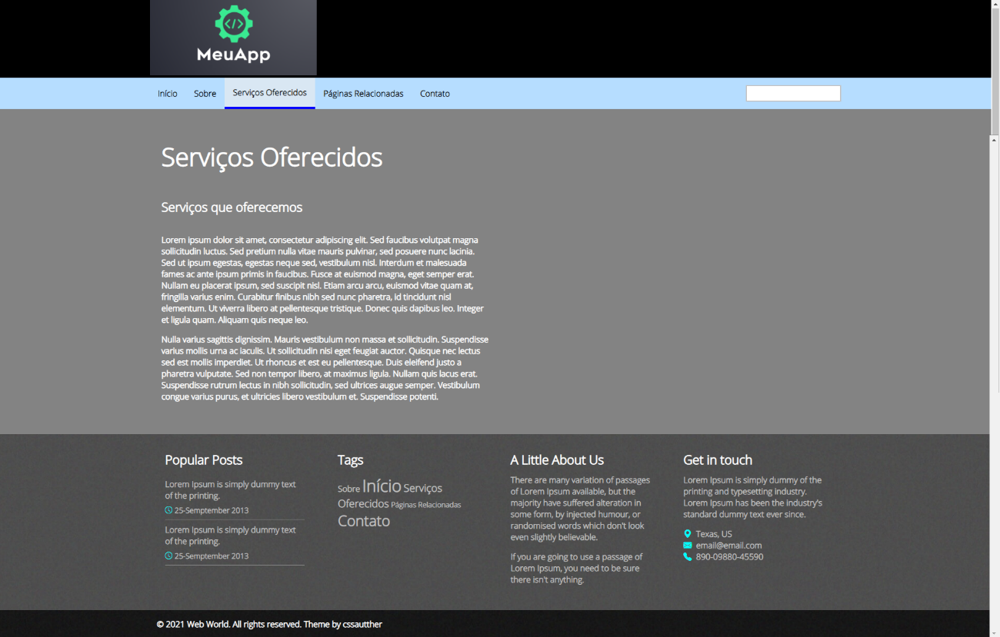 </>
MeuApp
Início Sobre Serviços Oferecidos Páginas Relacionadas Contato
Serviços Oferecidos
Serviços que oferecemos
Lorem ipsum dolor sit amet, consectetur adipiscing elit. Sed faucibus volutpat magna
sollicitudin luctus. Sed pretium nulla vitae mauris pulvinar, sed posuere nunc lacinia.
Sed ut ipsum egestas, egestas neque sed, vestibulum nisl. Interdum et malesuada
fames ac ante ipsum primis in faucibus. Fusce at euismod magna, eget semper erat.
Nullam eu placerat ipsum, sed suscipit nisl. Etiam arcu arcu, euismod vitae quam at,
fringilla varius enim. Curabitur finibus nibh sed nunc pharetra, id tincidunt nisl
elementum. Ut viverra libero at pellentesque tristique. Donec quis dapibus leo. Integer
et ligula quam. Aliquam quis neque leo.
Nulla varius sagittis dignissim. Mauris vestibulum non massa et sollicitudin. Suspendisse
varius mollis urna ac iaculis. Ut sollicitudin nisi eget feugiat auctor. Quisque nec lectus
sed est mollis imperdiet. Ut rhoncus et est eu pellentesque. Duis eleifend justo a
pharetra vulputate. Sed non tempor libero, at maximus ligula. Nullam quis lacus erat.
Suspendisse rutrum lectus in nibh sollicitudin, sed ultrices augue semper. Vestibulum
congue varius purus, et ultricies libero vestibulum et. Suspendisse potenti.
Popular Posts
Lorem Ipsum is simply dummy text
of the printing.
25-Semptember 2013
Lorem Ipsum is simply dummy text
of the printing.
25-Semptember 2013
Tags
Sobre Início Serviços
Oferecidos Páginas Relacionadas
Contato
A Little About Us
There are many variation of passages
of Lorem Ipsum available, but the
majority have suffered alteration in
some form, by injected humour, or
randomised words which don't look
even slightly believable.
If you are going to use a passage of
Lorem Ipsum, you need to be sure
there isn't anything.
Get in touch
Lorem Ipsum is simply dummy of the
printing and typesetting industry.
Lorem Ipsum has been the industry's
standard dummy text ever since.
Texas, US
email@email.com
890-09880-45590
© 2021 Web World. All rights reserved. Theme by cssautther